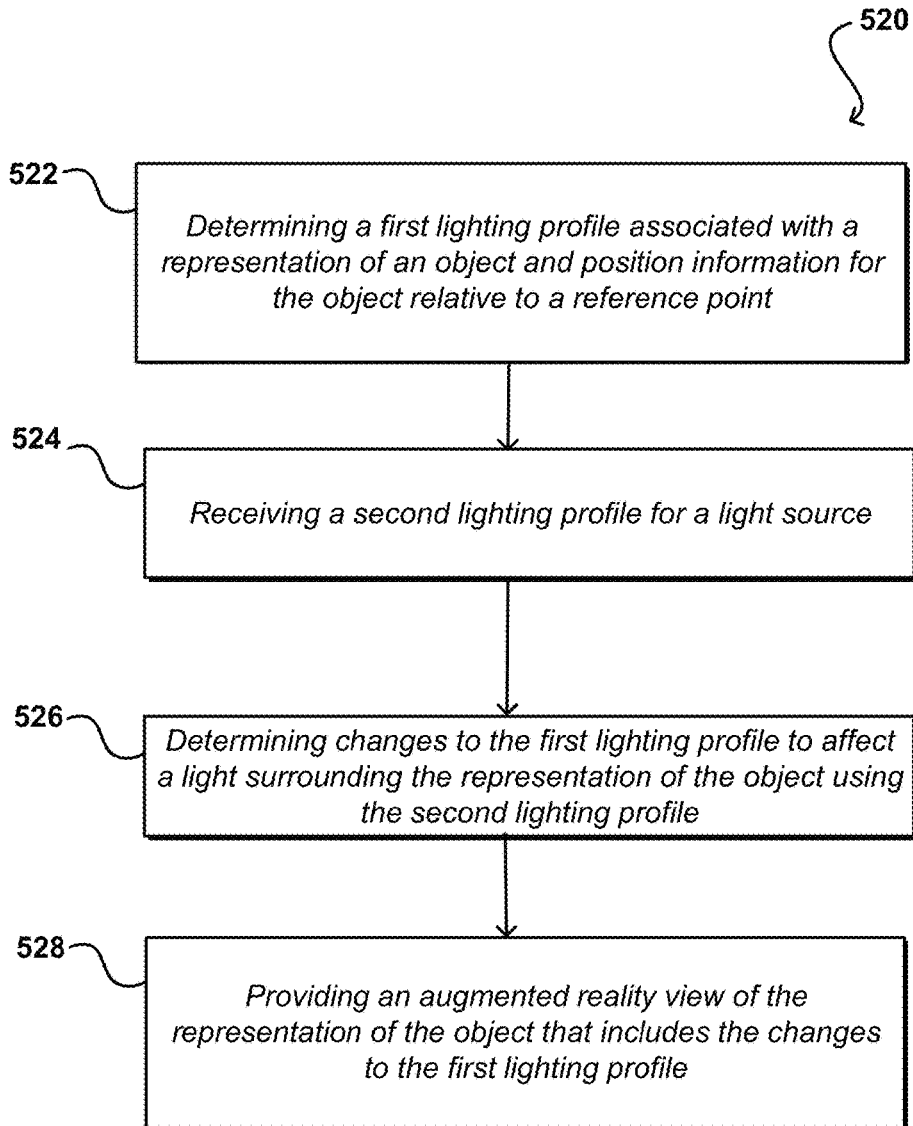 520
522
Determining a first lighting profile associated with a
representation of an object and position information for
the object relative to a reference point
524
Receiving a second lighting profile for a light source
526
Determining changes to the first lighting profile to affect
a light surrounding the representation of the object using
the second lighting profile
528
Providing an augmented reality view of the
representation of the object that includes the changes
to the first lighting profile